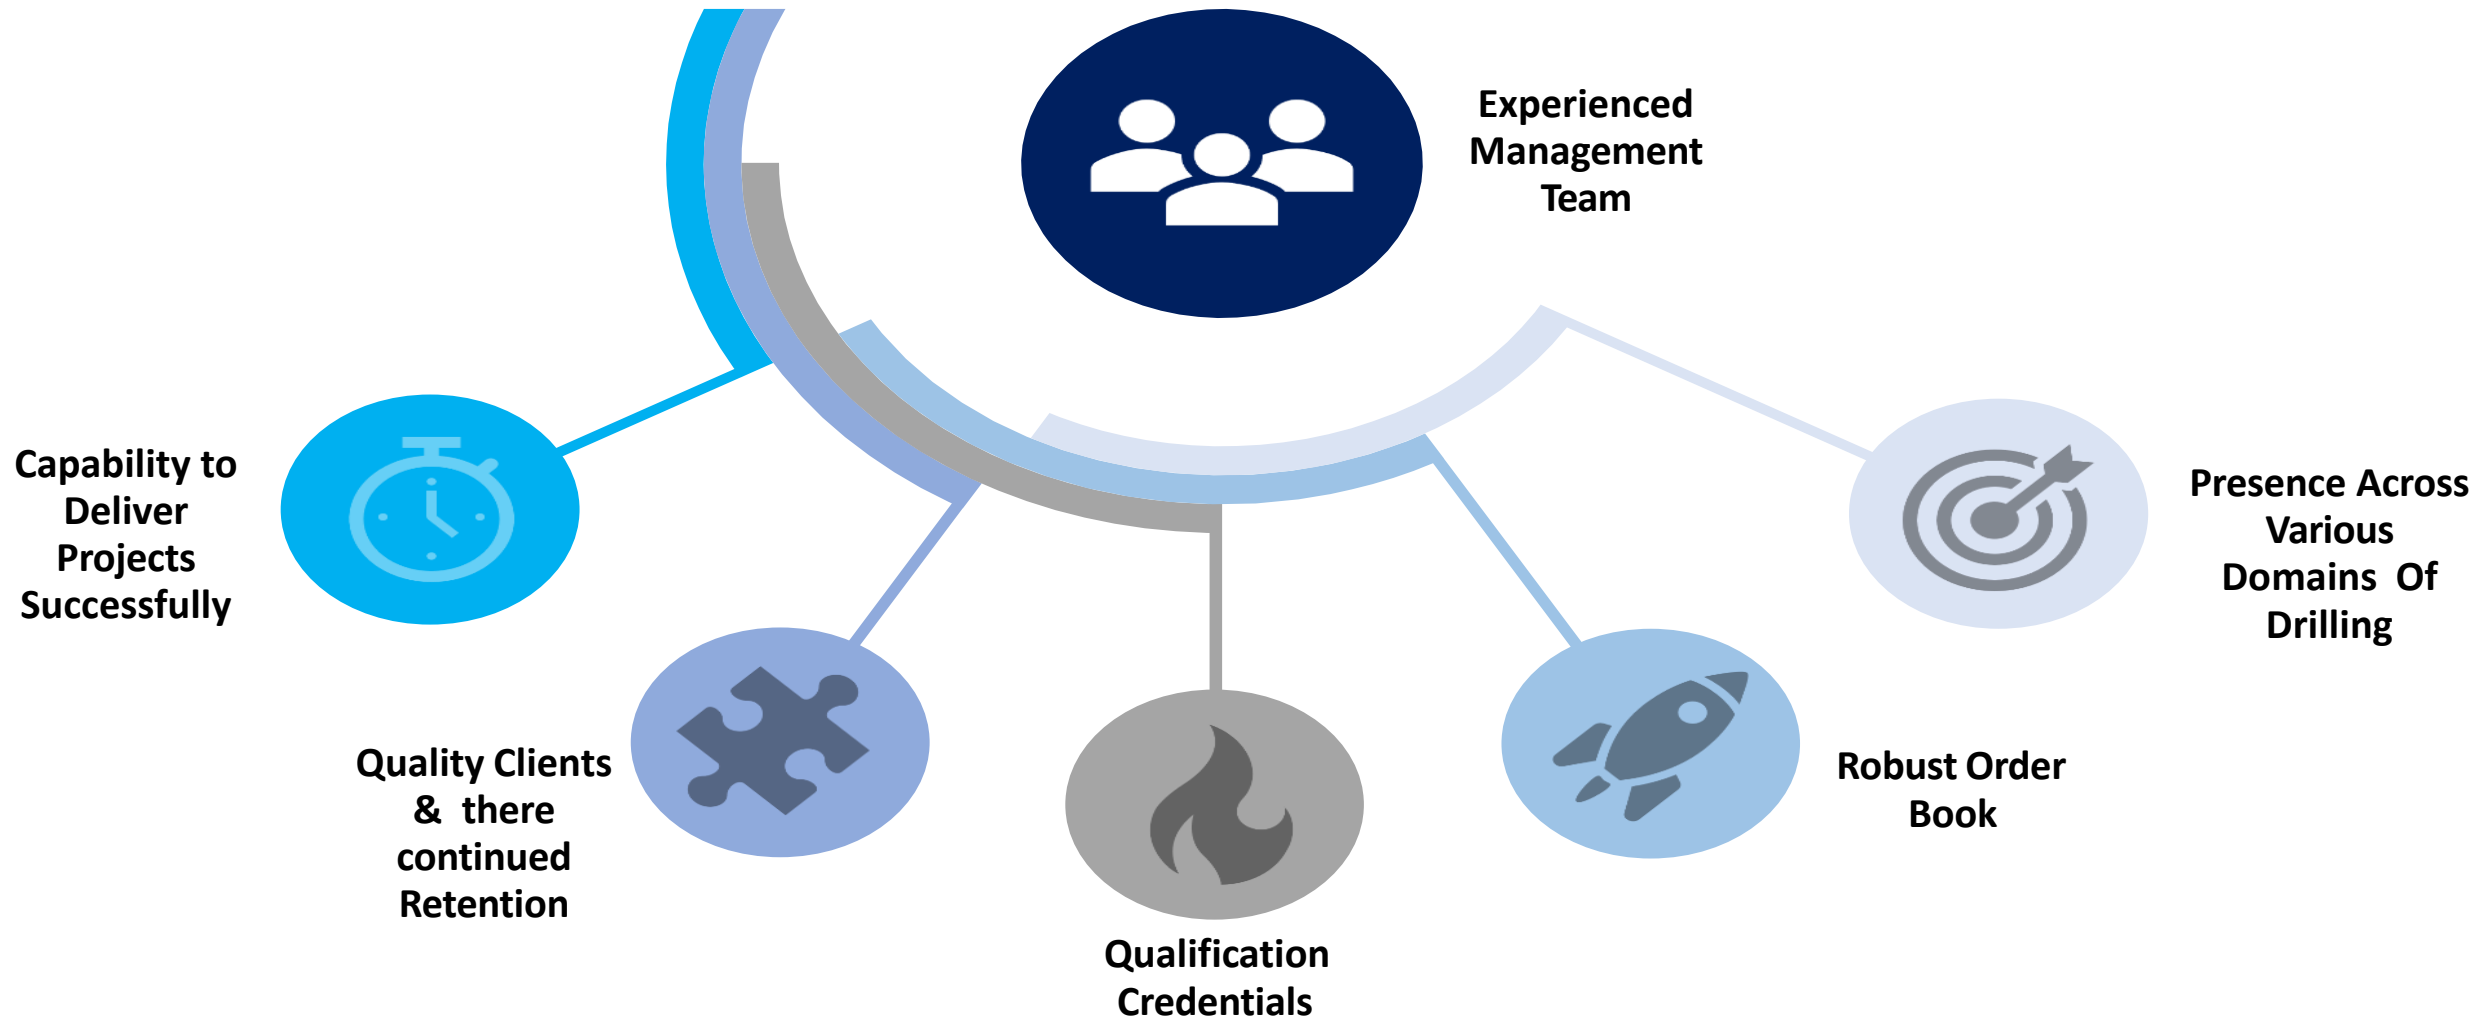 Experienced
Management
Team
Capability to
Deliver
Projects
Successfully
Quality Clients
& there
continued
Retention
Qualification
Credentials
Robust Order
Book
Presence Across
Various
Domains Of
Drilling